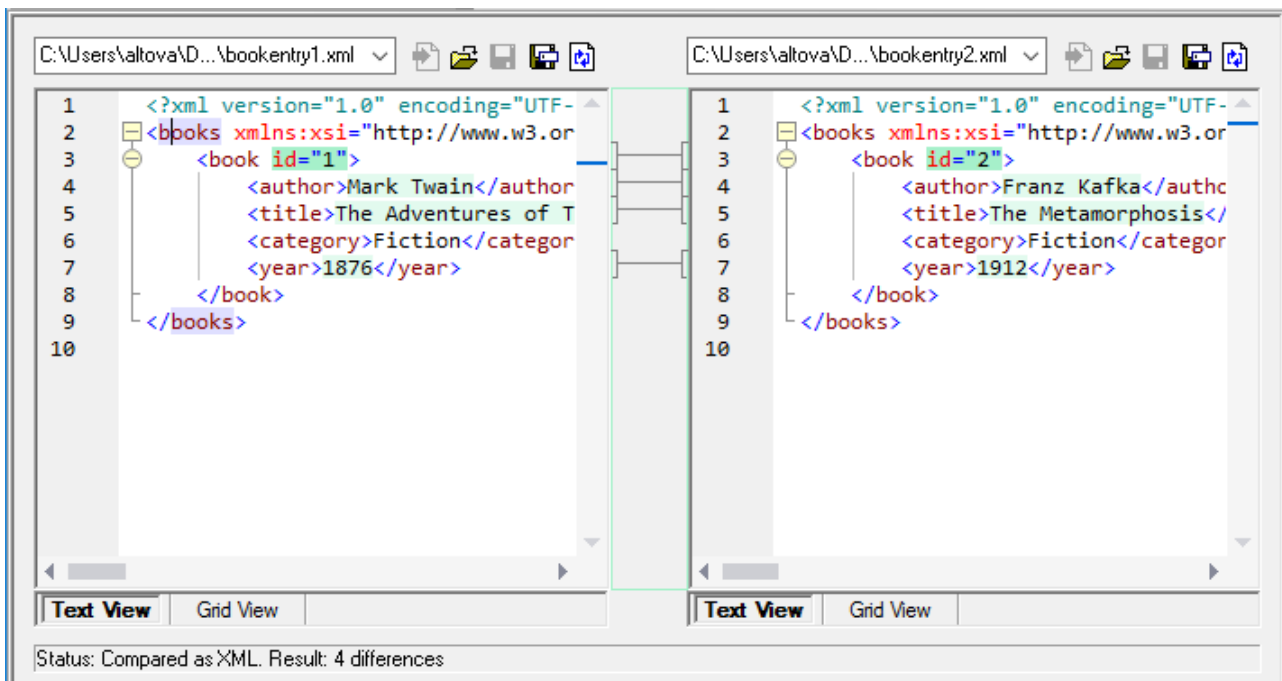 C:\Users\altova\D...\bookentry1.xml
1 <?xml version="1.0" encoding="UTF-
2 <books xmlns:xsi="http://www.w3.or
3 <book id="1">
4 <author>Mark Twain</author
5 <title>The Adventures of T
6 <category>Fiction</categor
7 <year>1876</year>
8 </book>
9 </books>
10
Text View Grid View
C:\Users\altova\D...\bookentry2.xml
1 <?xml version="1.0" encoding="UTF-
2 <books xmlns:xsi="http://www.w3.or
3 <book id="2">
4 <author>Franz Kafka</autho
5 <title>The Metamorphosis</
6 <category>Fiction</categor
7 <year>1912</year>
8 </book>
9 </books>
10
Text View Grid View
Status: Compared as XML. Result: 4 differences